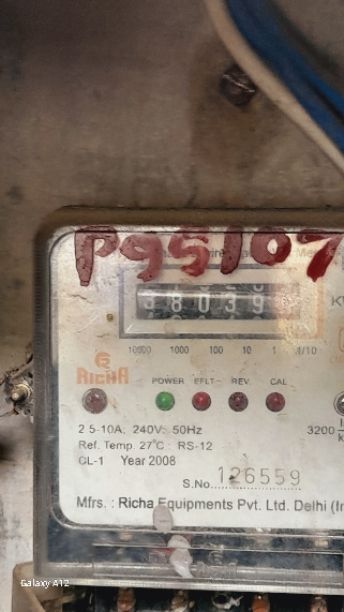 P95107
38039
KW
10000 1000 100 10 1 1/10
RICHA
POWER EFLT REV. CAL
2.5-10A, 240V, 50Hz
3200
Ref. Temp. 27°C RS-12
CL-1 Year 2008
S.No. 126559
Mfrs. : Richa Equipments Pvt. Ltd. Delhi (In
Galaxy A12